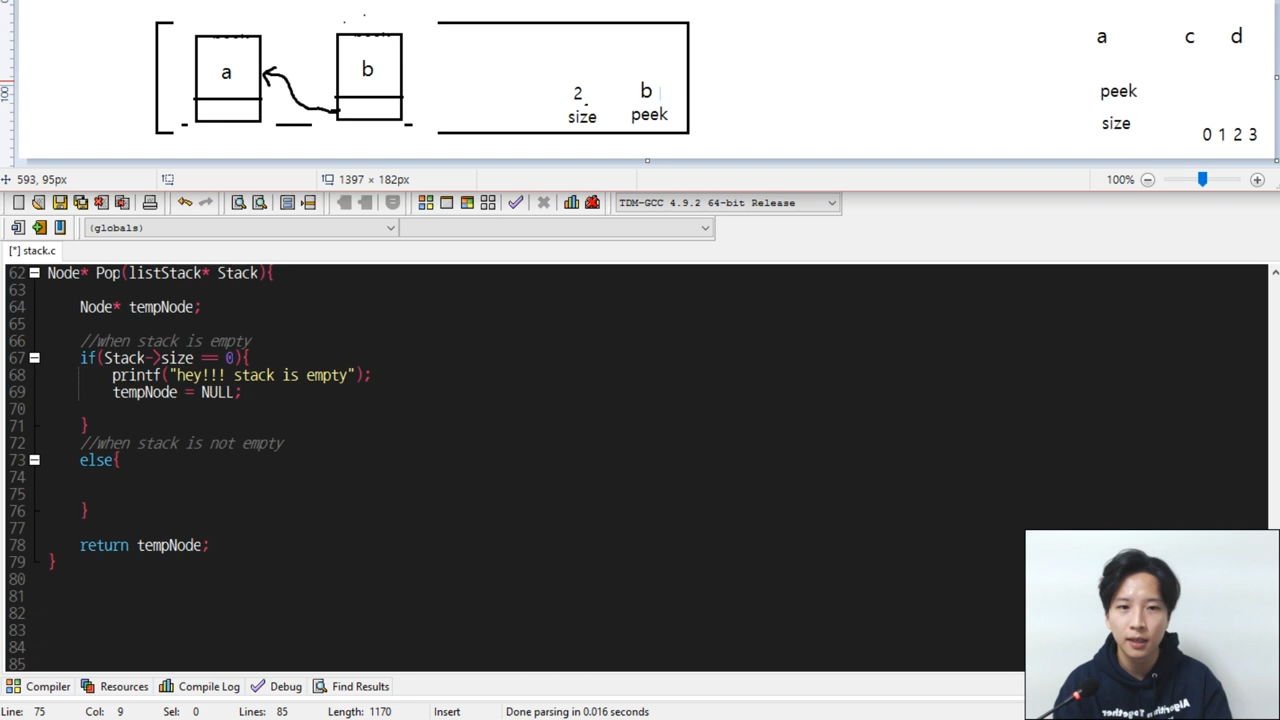 a b a c d
2 b peek
size peek size 0 1 2 3
100
593, 95px 1397 × 182px 100%
TDM-GCC 4.9.2 64-bit Release
(globals)
[*] stack.c
62 Node* Pop(listStack* Stack){
63
64 Node* tempNode;
65
66 //when stack is empty
67 if(Stack->size == 0){
68 printf("hey!!! stack is empty");
69 tempNode = NULL;
70
71 }
72 //when stack is not empty
73 else{
74
75
76 }
77
78 return tempNode;
79 }
80
81
82
83
84
85
Compiler Resources Compile Log Debug Find Results
Line: 75 Col: 9 Sel: 0 Lines: 85 Length: 1170 Insert Done parsing in 0.016 seconds